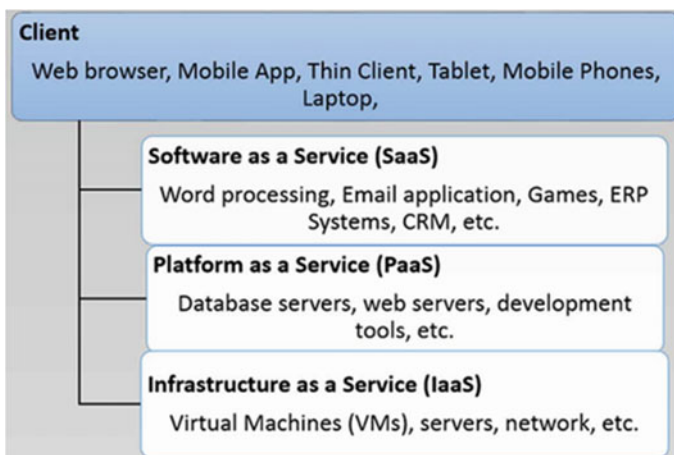 Client
Web browser, Mobile App, Thin Client, Tablet, Mobile Phones,
Laptop,
Software as a Service (SaaS)
Word processing, Email application, Games, ERP
Systems, CRM, etc.
Platform as a Service (PaaS)
Database servers, web servers, development
tools, etc.
Infrastructure as a Service (IaaS)
Virtual Machines (VMs), servers, network, etc.